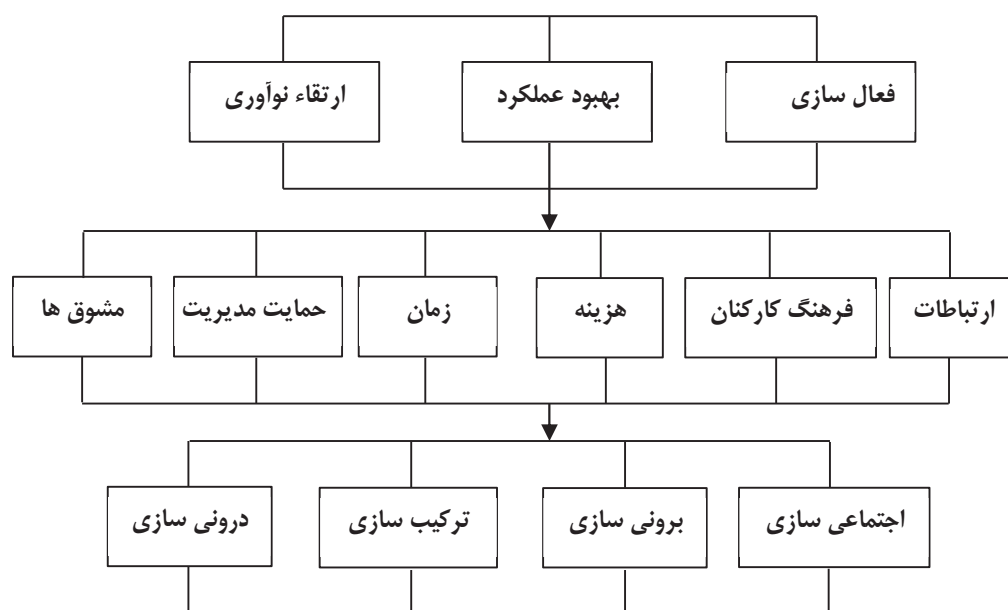 فعال سازی
بهبود عملکرد
ارتقاء نوآوری
ارتباطات
فرهنگ کارکنان
هزینه
زمان
حمایت مدیریت
مشوق ها
اجتماعی سازی
برونی سازی
ترکیب سازی
درونی سازی